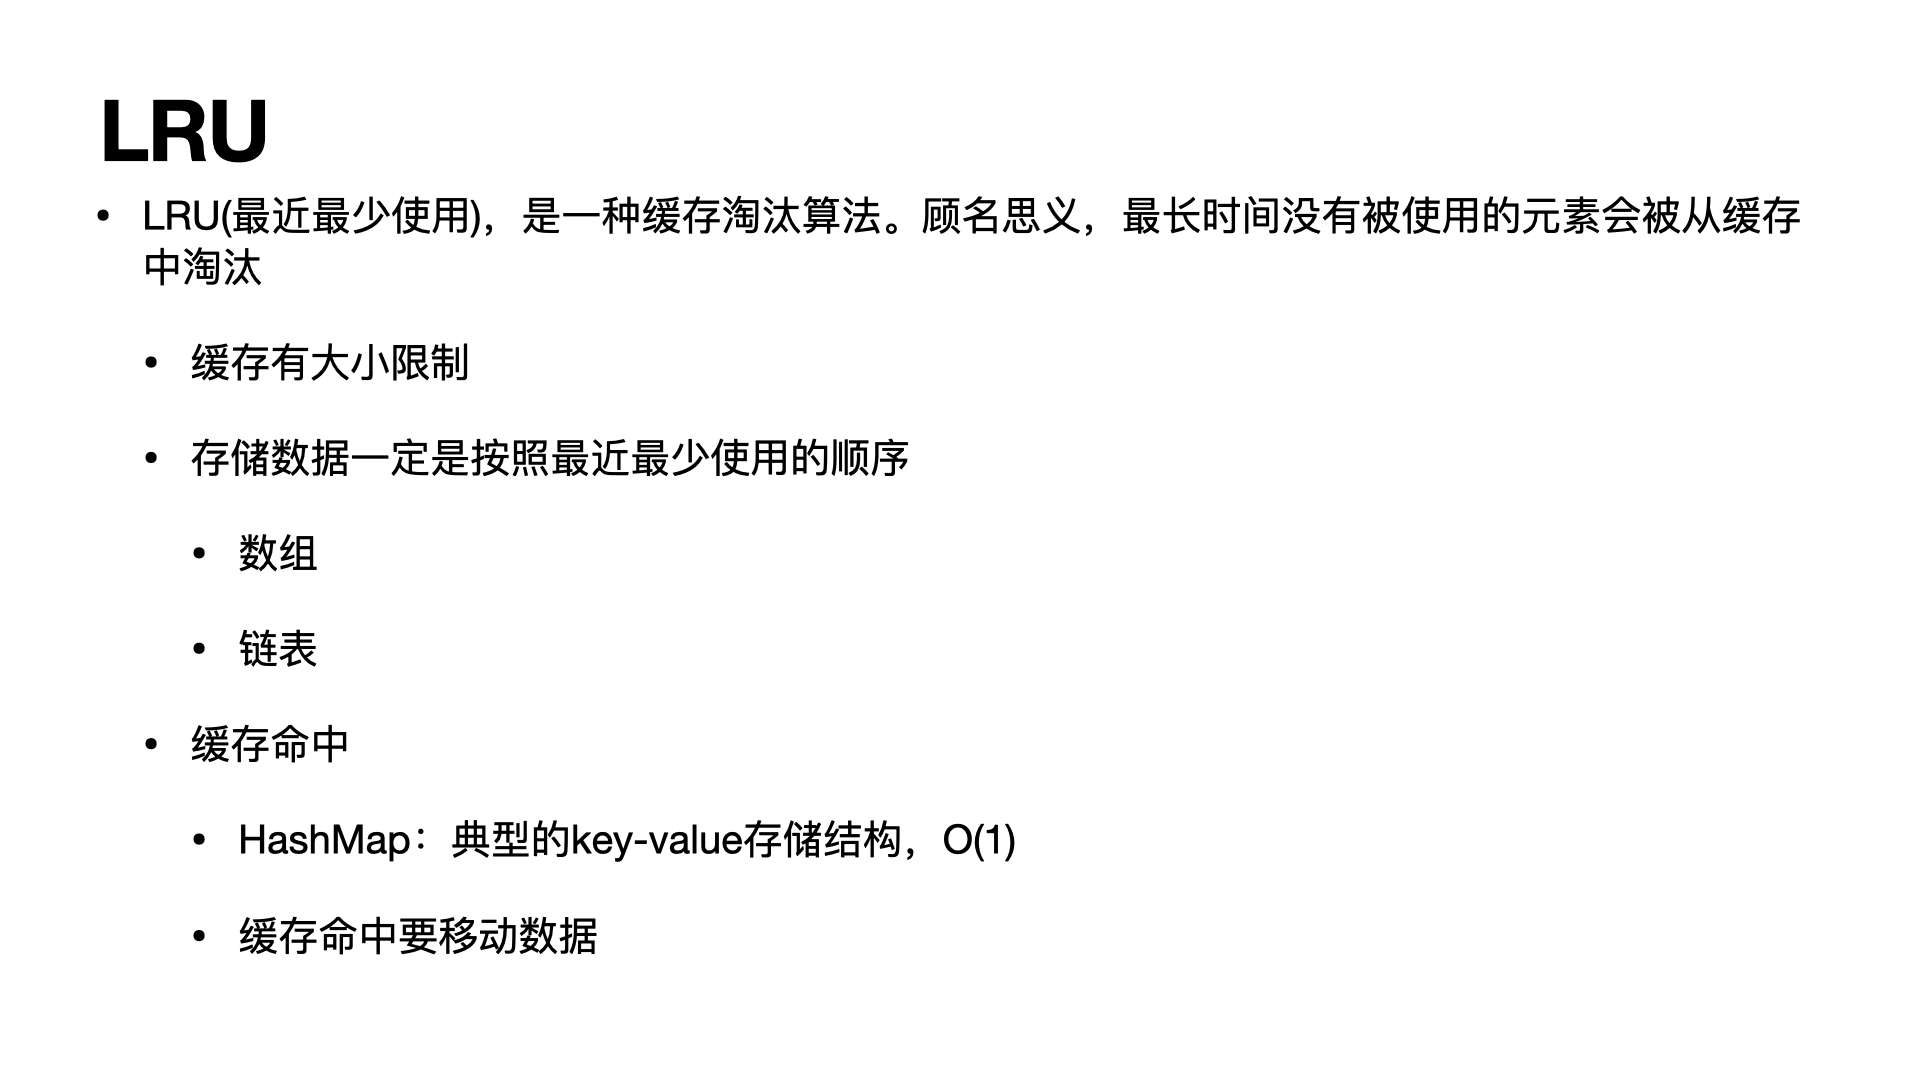 LRU
• LRU(最近最少使用)，是一种缓存淘汰算法。顾名思义，最长时间没有被使用的元素会被从缓存
中淘汰
• 缓存有大小限制
• 存储数据一定是按照最近最少使用的顺序
• 数组
• 链表
• 缓存命中
• HashMap：典型的key-value存储结构，O(1)
• 缓存命中要移动数据